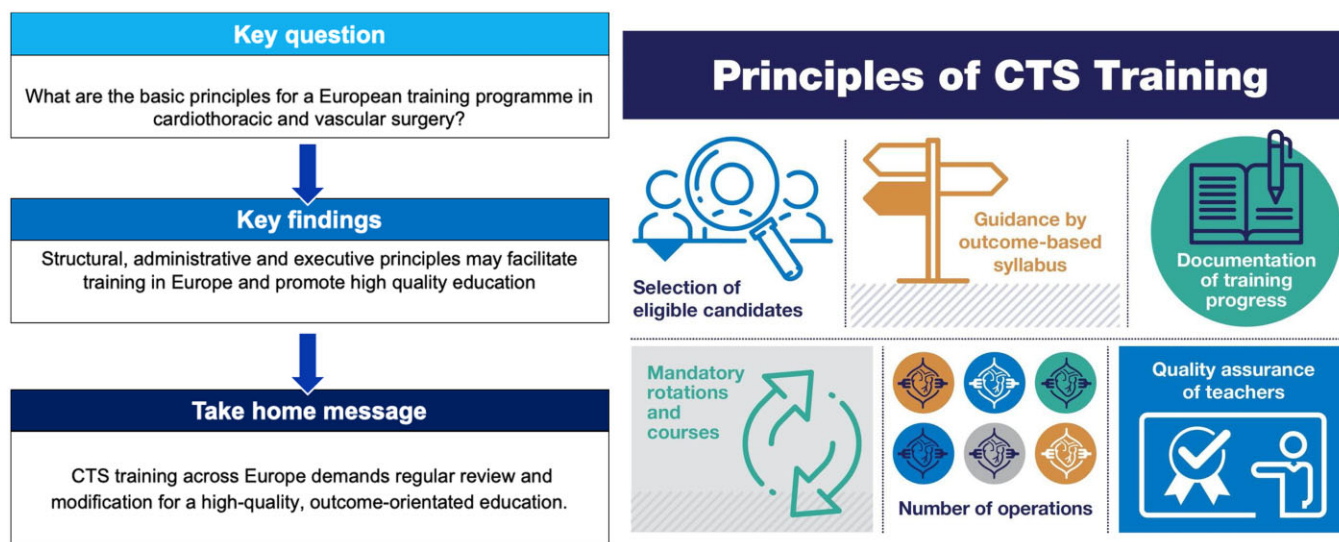 Key question
What are the basic principles for a European training programme in
cardiothoracic and vascular surgery?
Key findings
Structural, administrative and executive principles may facilitate
training in Europe and promote high quality education
Take home message
CTS training across Europe demands regular review and
modification for a high-quality, outcome-orientated education.
Principles of CTS Training
Selection of
eligible candidates
Guidance by
outcome-based
syllabus
Documentation
of training
progress
Mandatory
rotations
and
courses
Number of operations
Quality assurance
of teachers